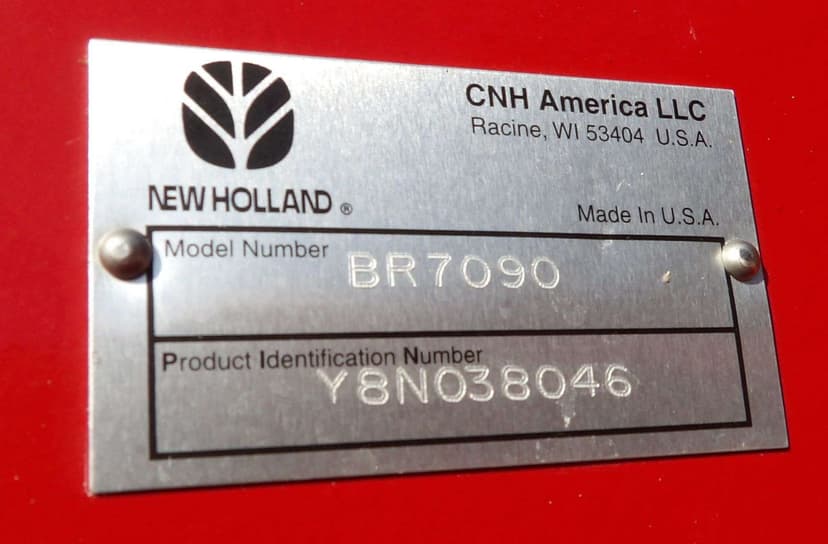 CNH America LLC
Racine, WI 53404 U.S.A.
NEW HOLLAND ®
Made In U.S.A.
Model Number
BR7090
Product Identification Number
Y8N038046